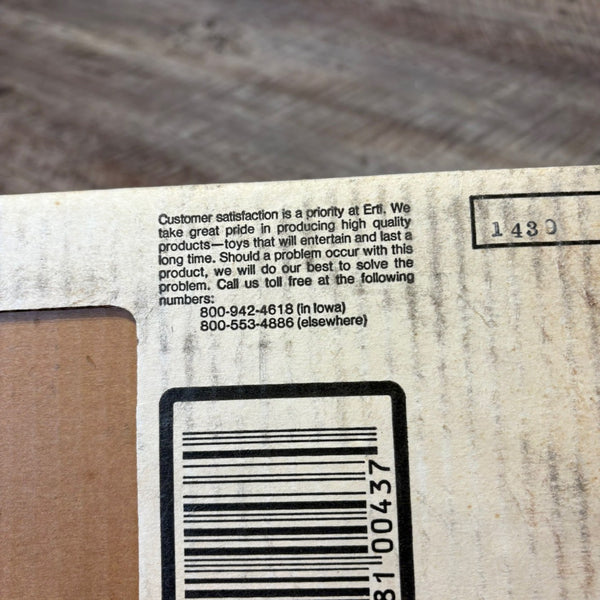 Customer satisfaction is a priority at Ertl. We
take great pride in producing high quality
products—toys that will entertain and last a
long time. Should a problem occur with this
product, we will do our best to solve the
problem. Call us toll free at the following
numbers:
800-942-4618 (in Iowa)
800-553-4886 (elsewhere)
1430
81 00437